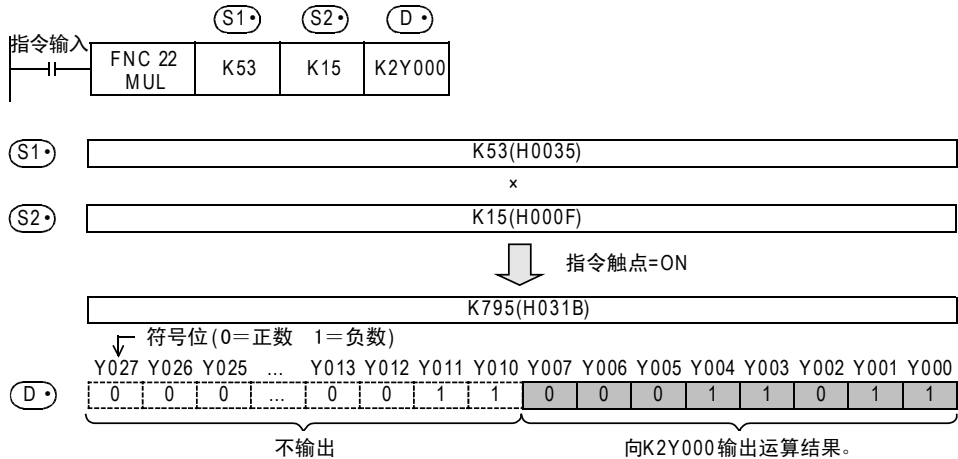 S1• S2• D•
指令输入
FNC 22 MUL K53 K15 K2Y000
S1• K53(H0035)
×
S2• K15(H000F)
指令触点=ON
K795(H031B)
符号位(0=正数 1=负数)
Y027 Y026 Y025 ... Y013 Y012 Y011 Y010 Y007 Y006 Y005 Y004 Y003 Y002 Y001 Y000
D• 0 0 0 ... 0 0 1 1 0 0 0 1 1 0 1 1
不输出 向K2Y000输出运算结果。